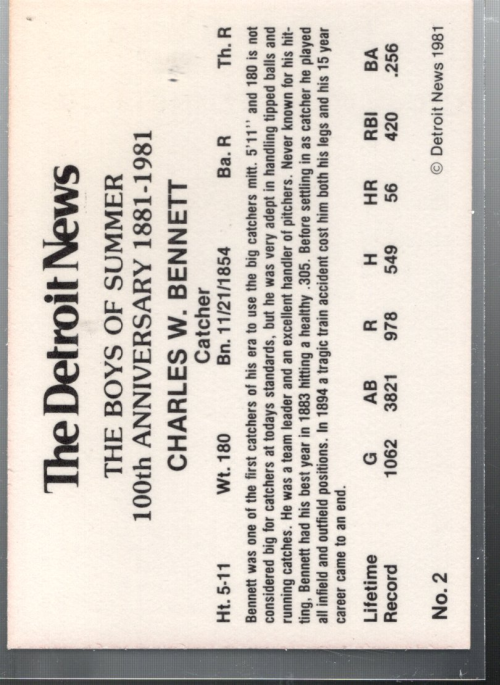 The Detroit News
THE BOYS OF SUMMER
100th ANNIVERSARY 1881-1981
CHARLES W. BENNETT
Catcher
Ht. 5-11 Wt. 180 Bn. 11/21/1854 Ba. R Th. R
Bennett was one of the first catchers of his era to use the big catchers mitt. 5'11'' and 180 is not
considered big for catchers at todays standards, but he was very adept in handling tipped balls and
running catches. He was a team leader and an excellent handler of pitchers. Never known for his hit-
ting, Bennett had his best year in 1883 hitting a healthy .305. Before settling in as catcher he played
all infield and outfield positions. In 1894 a tragic train accident cost him both his legs and his 15 year
career came to an end.
Lifetime G AB R H HR RBI BA
Record 1062 3821 978 549 56 420 .256
No. 2 © Detroit News 1981